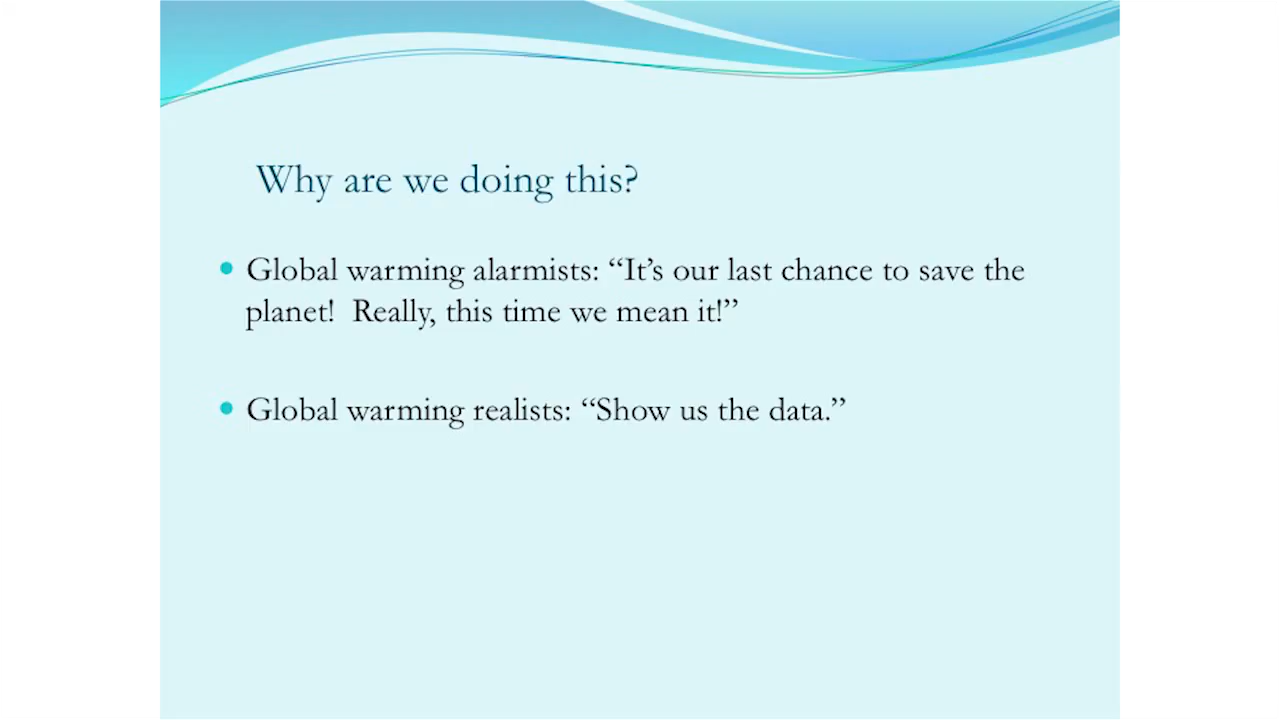 Why are we doing this?
• Global warming alarmists: “It’s our last chance to save the
planet!  Really, this time we mean it!”
• Global warming realists: “Show us the data.”